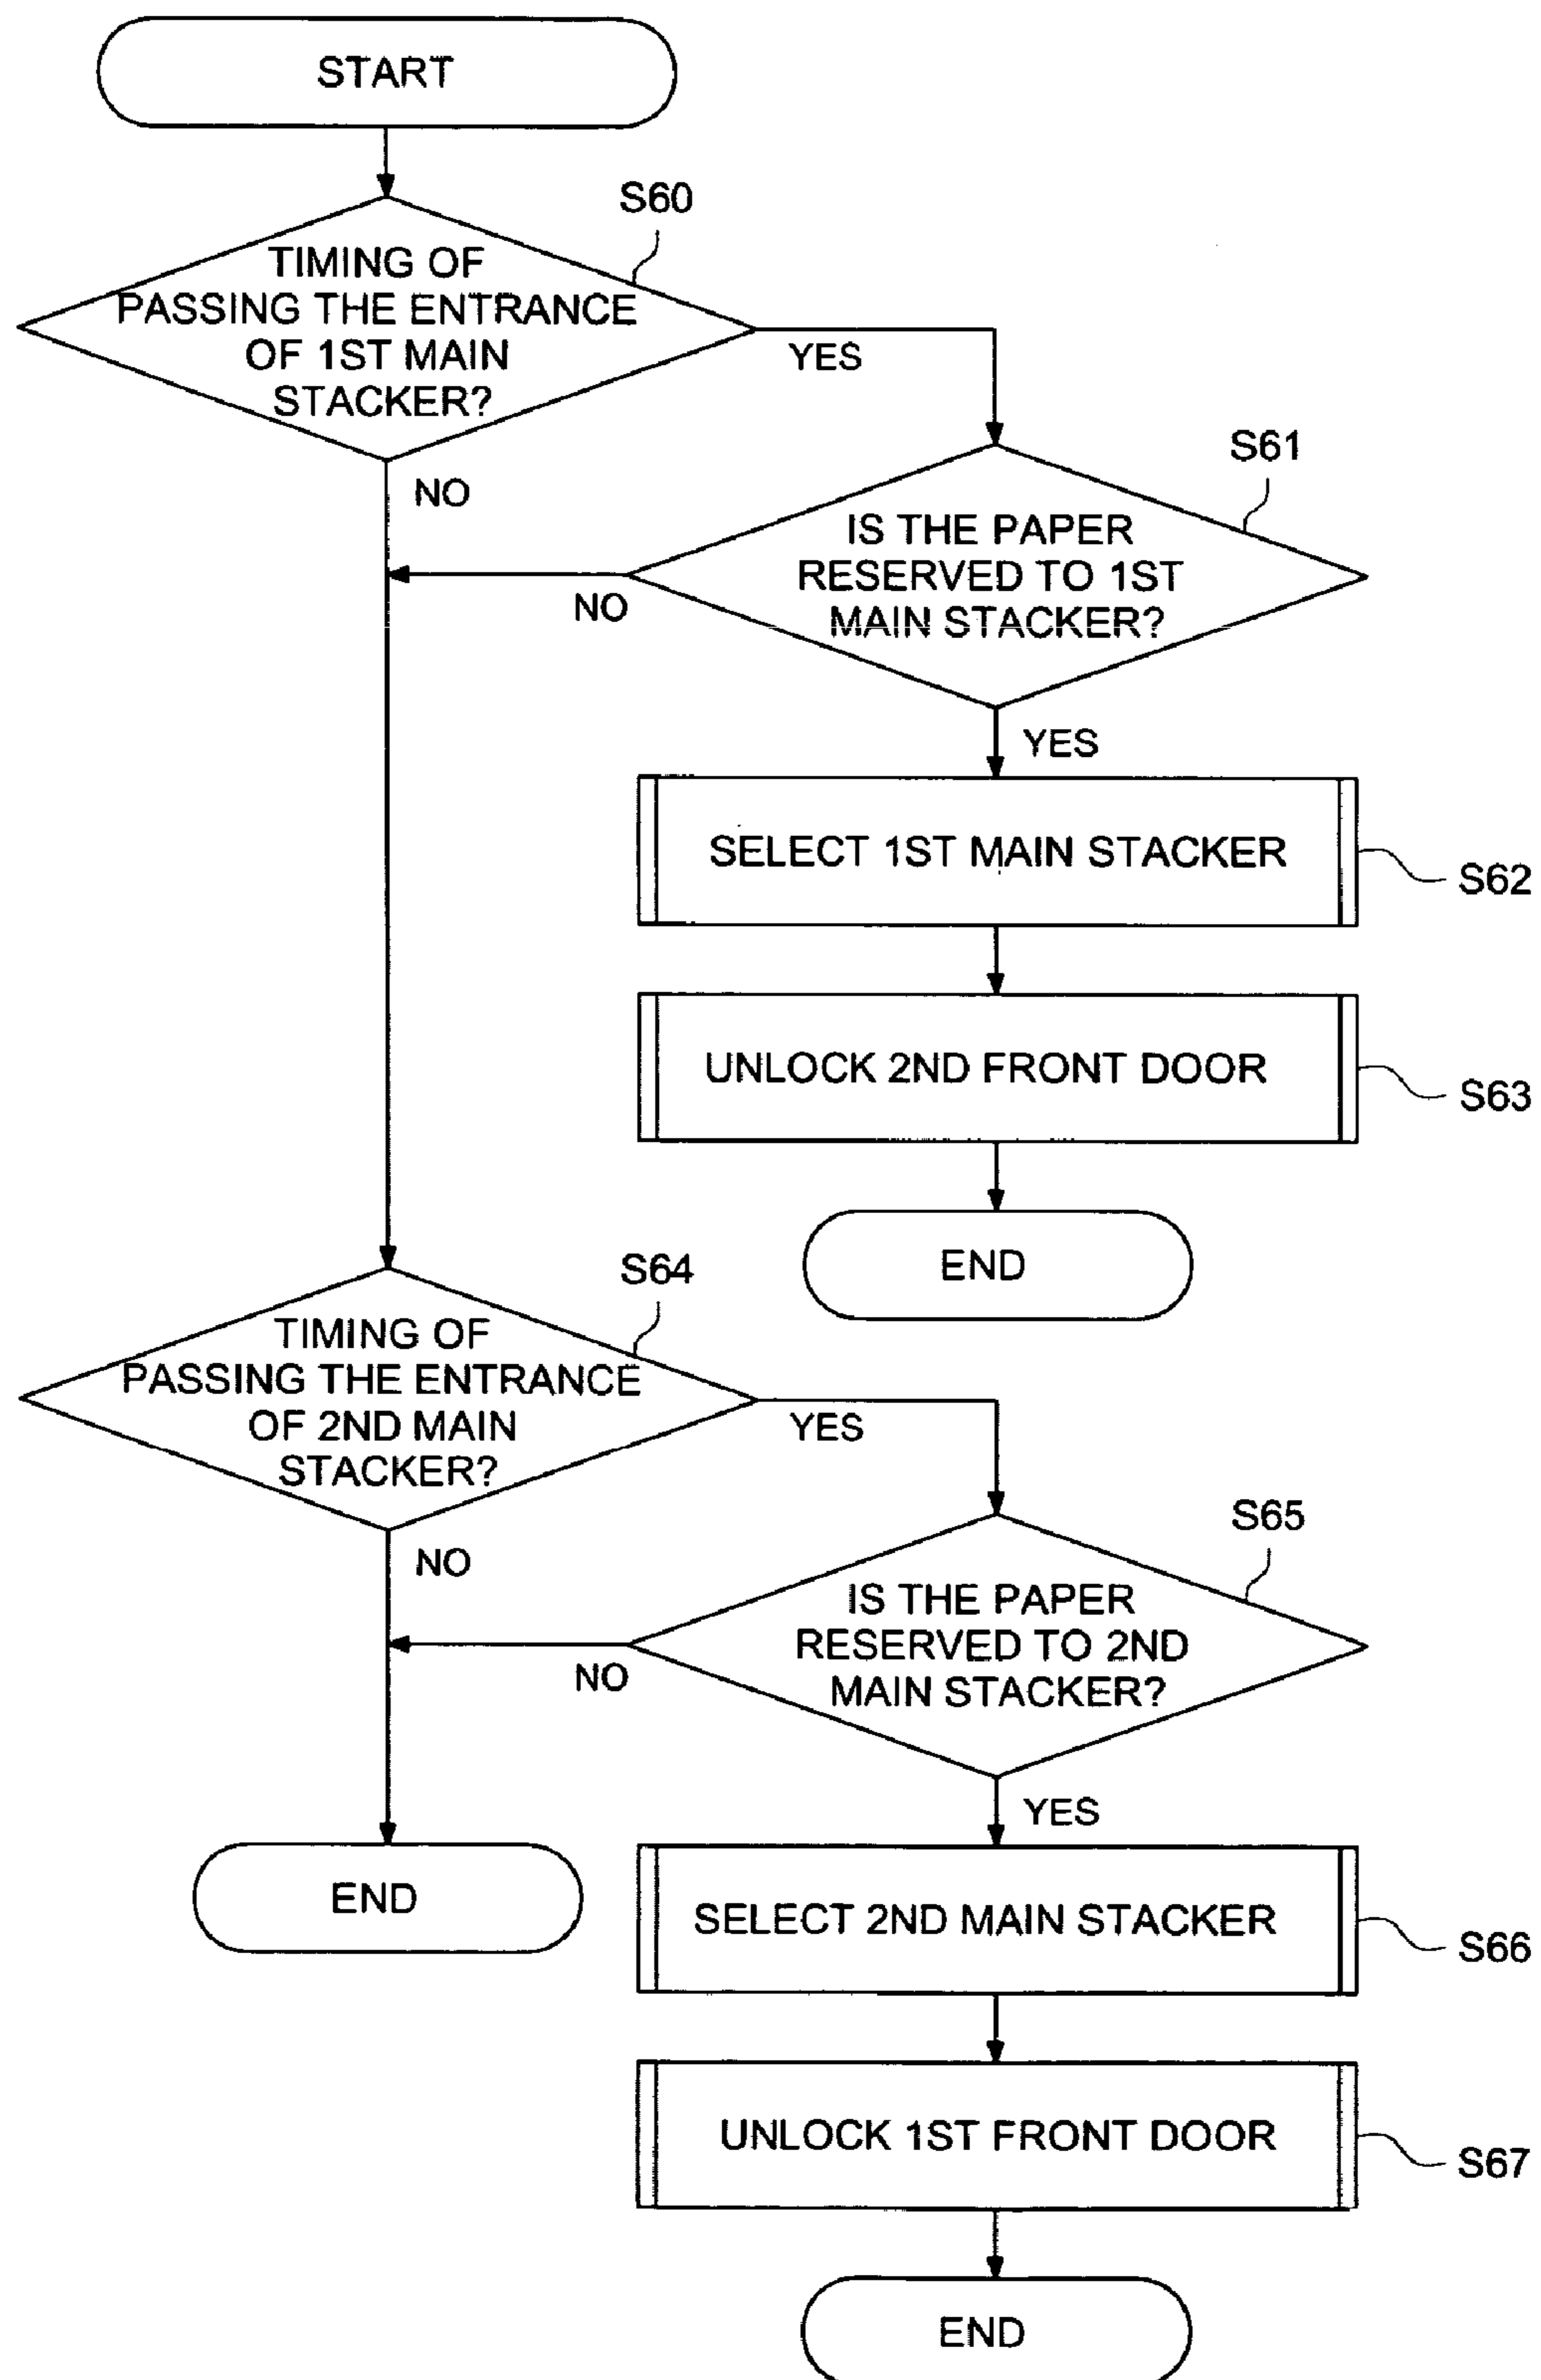 START
S60
TIMING OF
PASSING THE ENTRANCE
OF 1ST MAIN
STACKER?
YES
NO
S61
IS THE PAPER
RESERVED TO 1ST
MAIN STACKER?
NO
YES
SELECT 1ST MAIN STACKER
S62
UNLOCK 2ND FRONT DOOR
S63
END
S64
TIMING OF
PASSING THE ENTRANCE
OF 2ND MAIN
STACKER?
YES
NO
S65
IS THE PAPER
RESERVED TO 2ND
MAIN STACKER?
NO
YES
END
SELECT 2ND MAIN STACKER
S66
UNLOCK 1ST FRONT DOOR
S67
END